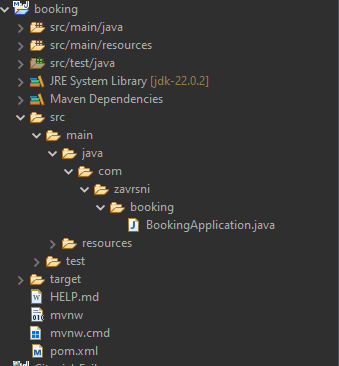 booking
src/main/java
src/main/resources
src/test/java
JRE System Library [jdk-22.0.2]
Maven Dependencies
src
main
java
com
zavrsni
booking
BookingApplication.java
resources
test
target
HELP.md
mvnw
mvnw.cmd
pom.xml